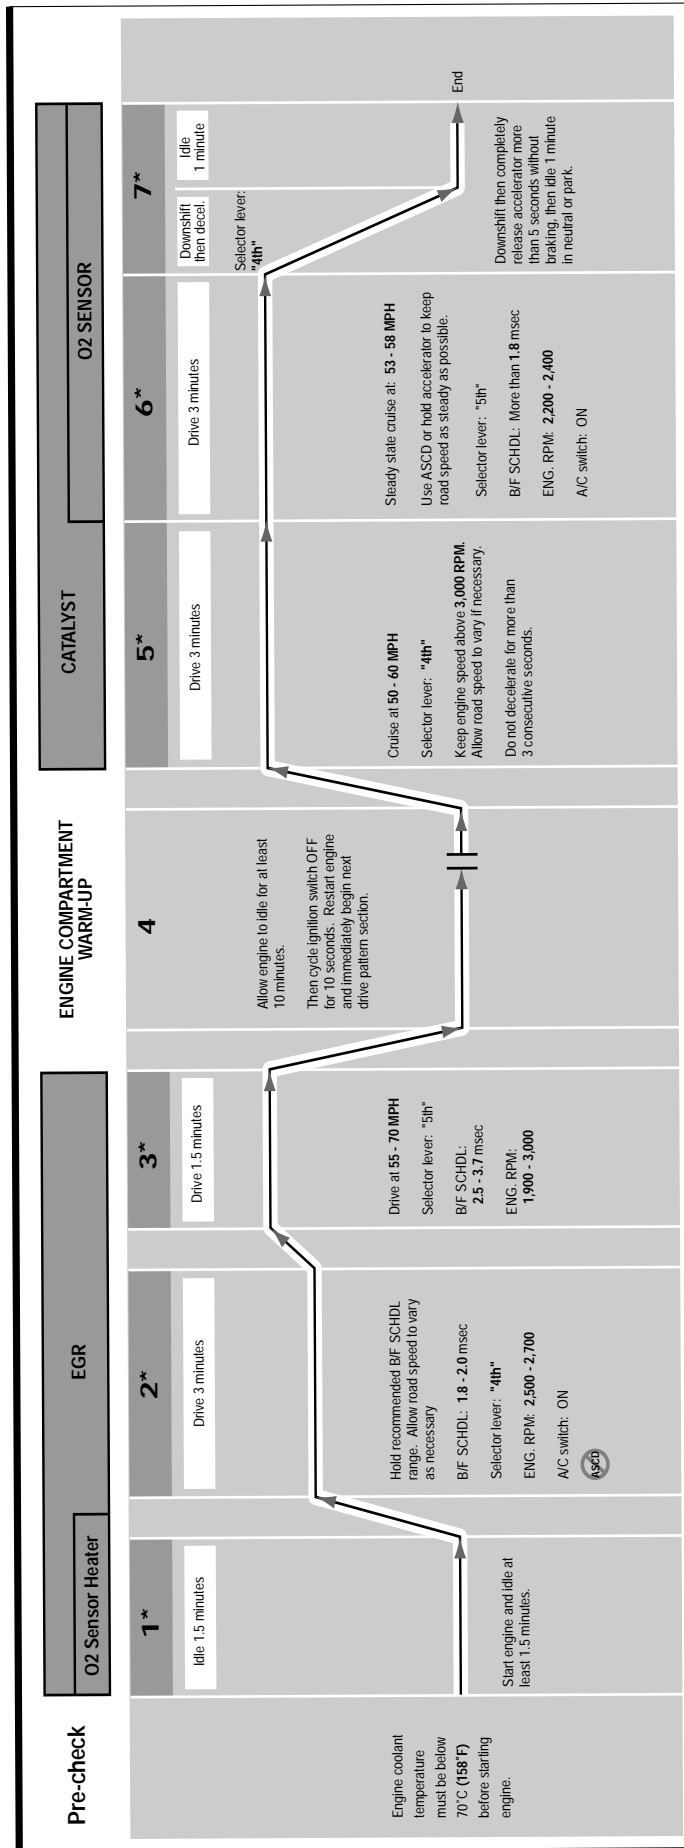 Pre-check
EGR
O2 Sensor Heater
ENGINE COMPARTMENT
WARM-UP
CATALYST
O2 SENSOR
Engine coolant
temperature
must be below
70°C (158°F)
before starting
engine.
1*
Idle 1.5 minutes
Start engine and idle at
least 1.5 minutes.
2*
Drive 3 minutes
Hold recommended B/F SCHDL
range. Allow road speed to vary
as necessary
B/F SCHDL: 1.8 - 2.0 msec
Selector lever: "4th"
ENG. RPM: 2,500 - 2,700
A/C switch: ON
ASCD
3*
Drive 1.5 minutes
Drive at 55 - 70 MPH
Selector lever: "5th"
B/F SCHDL:
2.5 - 3.7 msec
ENG. RPM:
1,900 - 3,000
4
Allow engine to idle for at least
10 minutes.
Then cycle ignition switch OFF
for 10 seconds. Restart engine
and immediately begin next
drive pattern section.
5*
Drive 3 minutes
Cruise at 50 - 60 MPH
Selector lever: "4th"
Keep engine speed above 3,000 RPM.
Allow road speed to vary if necessary.
Do not decelerate for more than
3 consecutive seconds.
6*
Drive 3 minutes
Steady state cruise at: 53 - 58 MPH
Use ASCD or hold accelerator to keep
road speed as steady as possible.
Selector lever: "5th"
B/F SCHDL: More than 1.8 msec
ENG. RPM: 2,200 - 2,400
A/C switch: ON
7*
Downshift
then decel.
Idle
1 minute
Selector lever:
"4th"
End
Downshift then completely
release accelerator more
than 5 seconds without
braking, then idle 1 minute
in neutral or park.